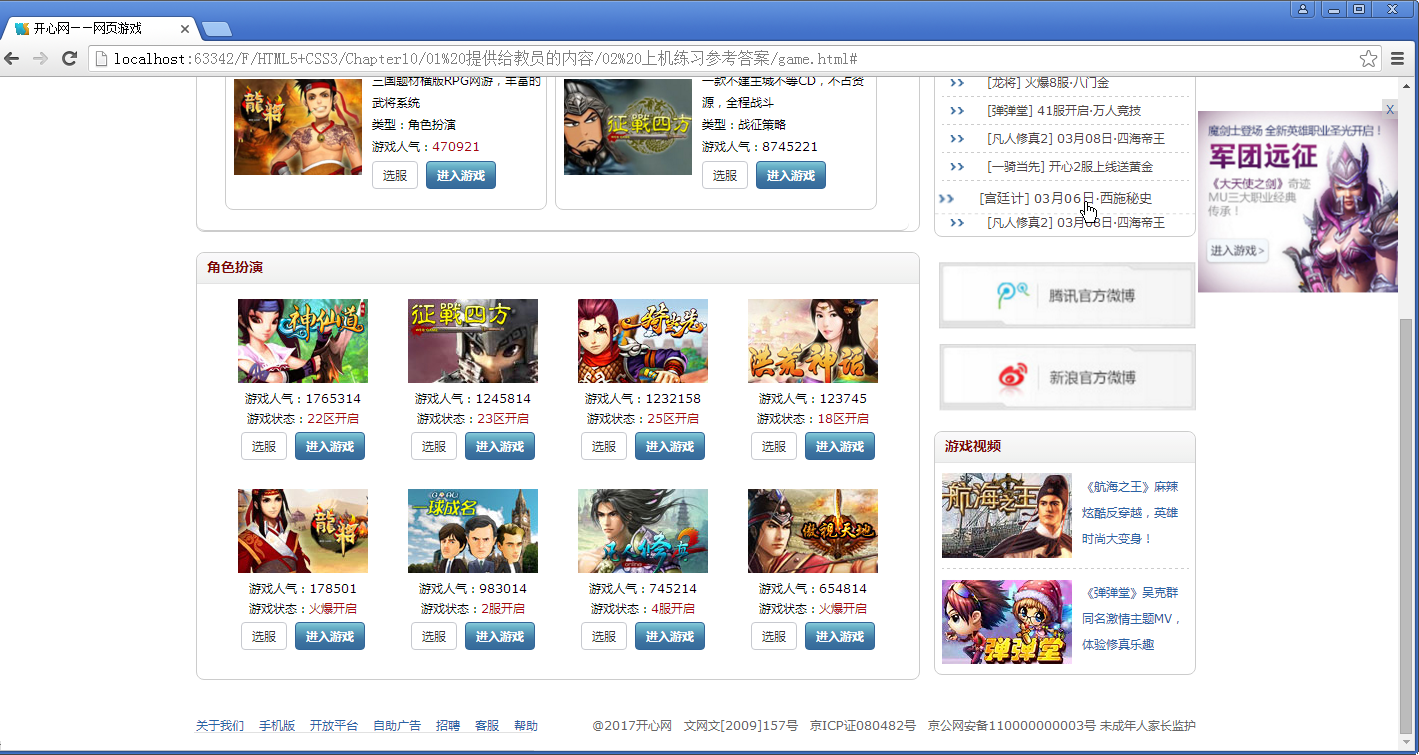 开心网——网页游戏
localhost:63342/F/HTML5+CSS3/Chapter10/01%20提供给教员的内容/02%20上机练习参考答案/game.html#
龍将
三国题材横版RPG网游，丰富的
武将系统
类型：角色扮演
游戏人气：470921
选服 进入游戏
征戰四方
一款不建主城不等CD，不占资
源，全程战斗
类型：战征策略
游戏人气：8745221
选服 进入游戏
[龙将] 火爆8服·八门金
[弹弹堂] 41服开启·万人竞技
[凡人修真2] 03月08日·四海帝王
[一骑当先] 开心2服上线送黄金
[宫廷计] 03月06日·西施秘史
[凡人修真2] 03月08日·四海帝王
X
魔剑士登场 全新英雄职业圣光开启！
军团远征
《大天使之剑》奇迹
MU三大职业经典
传承！
进入游戏>
角色扮演
神仙道
游戏人气：1765314
游戏状态：22区开启
选服 进入游戏
征戰四方
游戏人气：1245814
游戏状态：23区开启
选服 进入游戏
一骑当先
游戏人气：1232158
游戏状态：25区开启
选服 进入游戏
洪荒神话
游戏人气：123745
游戏状态：18区开启
选服 进入游戏
龍将
游戏人气：178501
游戏状态：火爆开启
选服 进入游戏
一球成名
游戏人气：983014
游戏状态：2服开启
选服 进入游戏
凡人修真2
游戏人气：745214
游戏状态：4服开启
选服 进入游戏
傲视天地
游戏人气：654814
游戏状态：火爆开启
选服 进入游戏
腾讯官方微博
新浪官方微博
游戏视频
航海之王
《航海之王》麻辣
炫酷反穿越，英雄
时尚大变身！
弹弹堂
《弹弹堂》吴克群
同名激情主题MV，
体验修真乐趣
关于我们 手机版 开放平台 自助广告 招聘 客服 帮助
@2017开心网 文网文[2009]157号 京ICP证080482号 京公网安备110000000003号 未成年人家长监护